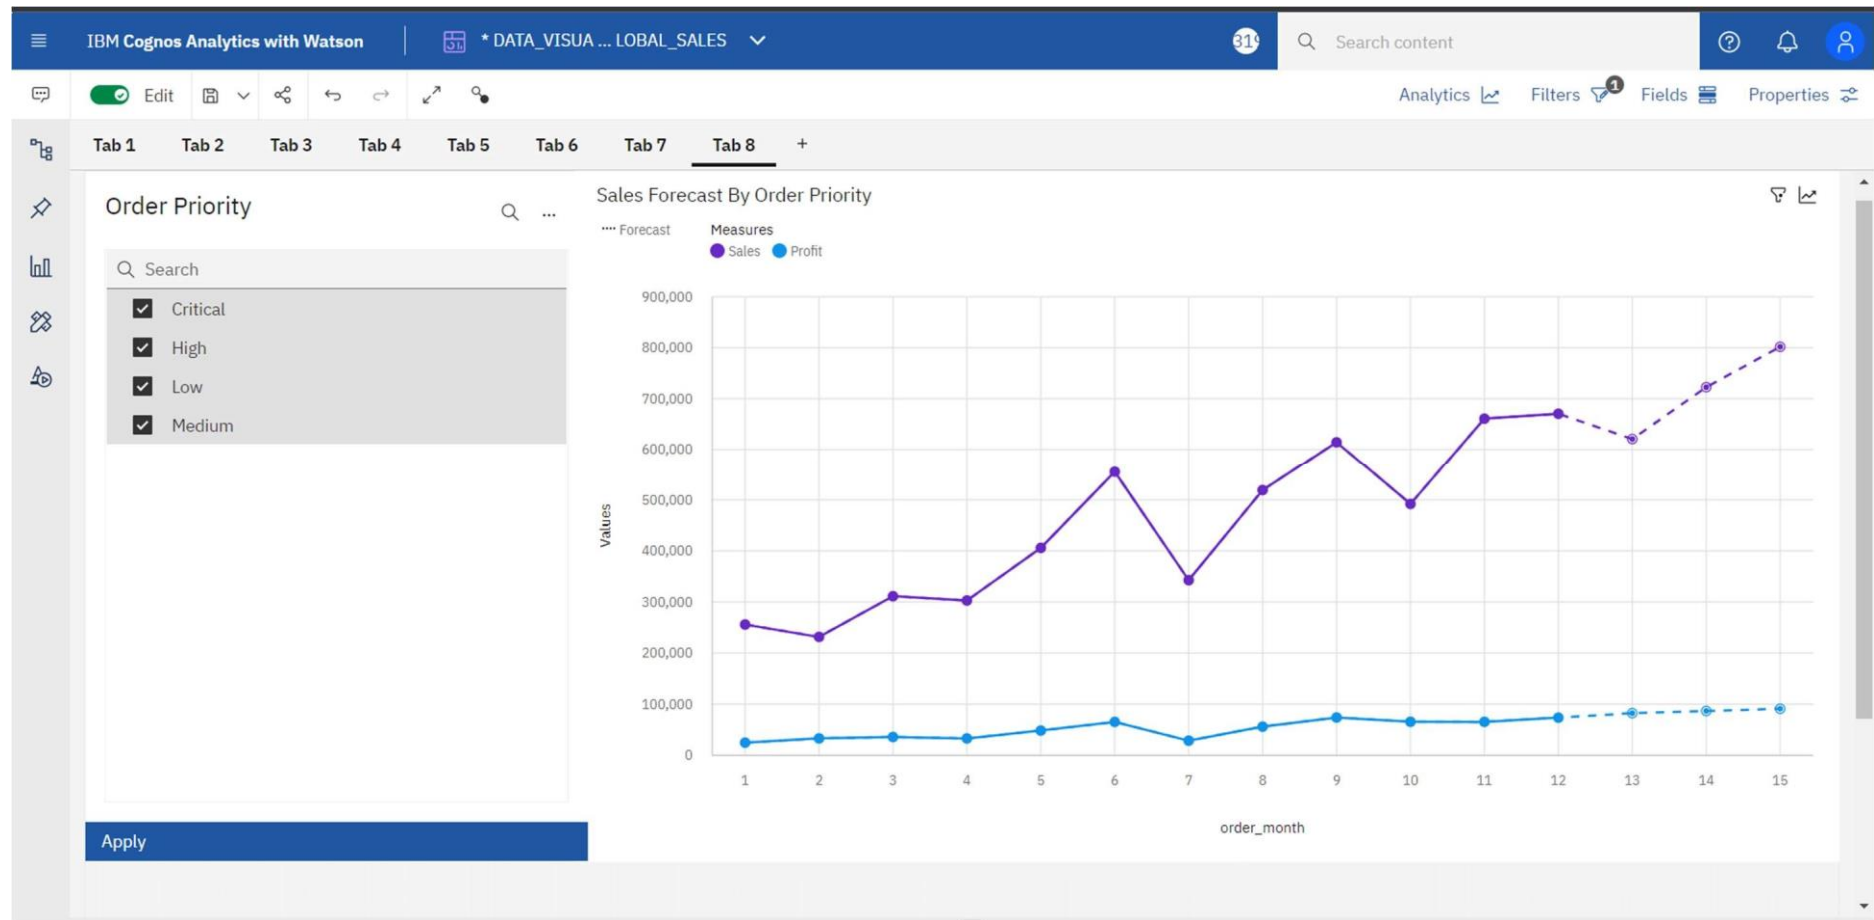 IBM Cognos Analytics with Watson
* DATA_VISUA ... LOBAL_SALES
Search content
Edit
Analytics
Filters
1
Fields
Properties
Tab 1 Tab 2 Tab 3 Tab 4 Tab 5 Tab 6 Tab 7 Tab 8 +
Order Priority
...
Search
Critical
High
Low
Medium
Apply
Sales Forecast By Order Priority
Forecast
Measures
Sales Profit
900,000
800,000
700,000
600,000
500,000
400,000
300,000
200,000
100,000
0
Values
1 2 3 4 5 6 7 8 9 10 11 12 13 14 15
order_month